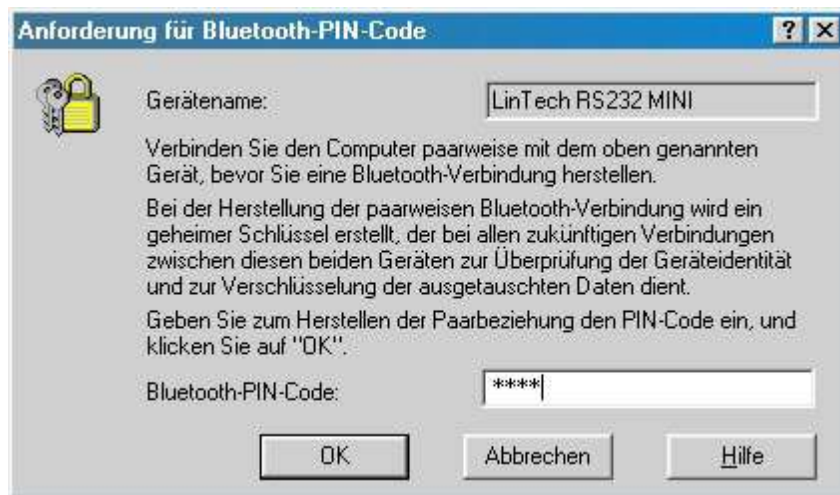 Anforderung für Bluetooth-PIN-Code
Gerätename: LinTech RS232 MINI
Verbinden Sie den Computer paarweise mit dem oben genannten
Gerät, bevor Sie eine Bluetooth-Verbindung herstellen.
Bei der Herstellung der paarweisen Bluetooth-Verbindung wird ein
geheimer Schlüssel erstellt, der bei allen zukünftigen Verbindungen
zwischen diesen beiden Geräten zur Überprüfung der Geräteidentität
und zur Verschlüsselung der ausgetauschten Daten dient.
Geben Sie zum Herstellen der Paarbeziehung den PIN-Code ein, und
klicken Sie auf "OK".
Bluetooth-PIN-Code: ****
OK Abbrechen Hilfe